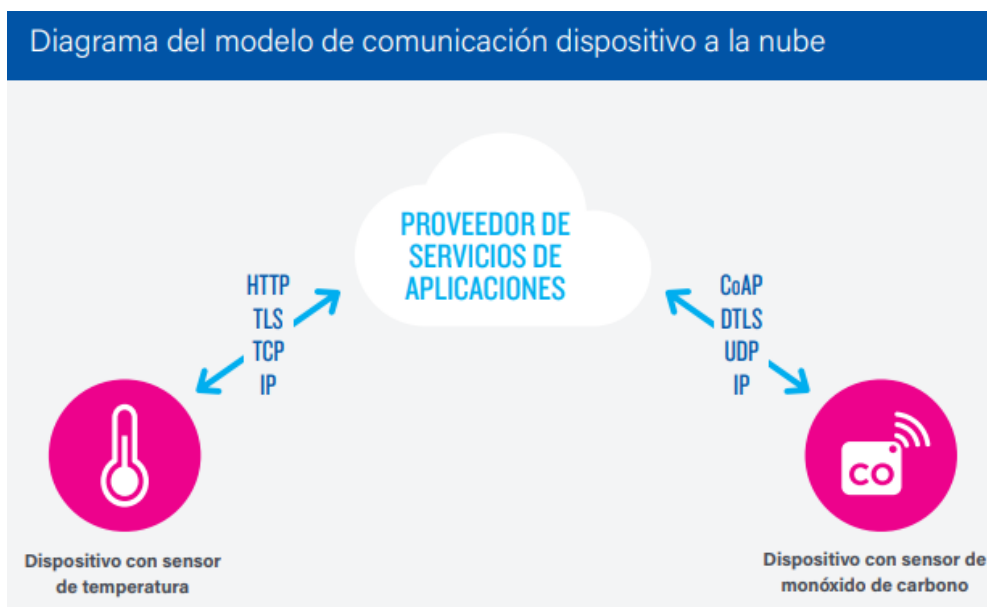 Diagrama del modelo de comunicación dispositivo a la nube
PROVEEDOR DE
SERVICIOS DE
APLICACIONES
HTTP
TLS
TCP
IP
CoAP
DTLS
UDP
IP
CO
Dispositivo con sensor
de temperatura
Dispositivo con sensor de
monóxido de carbono